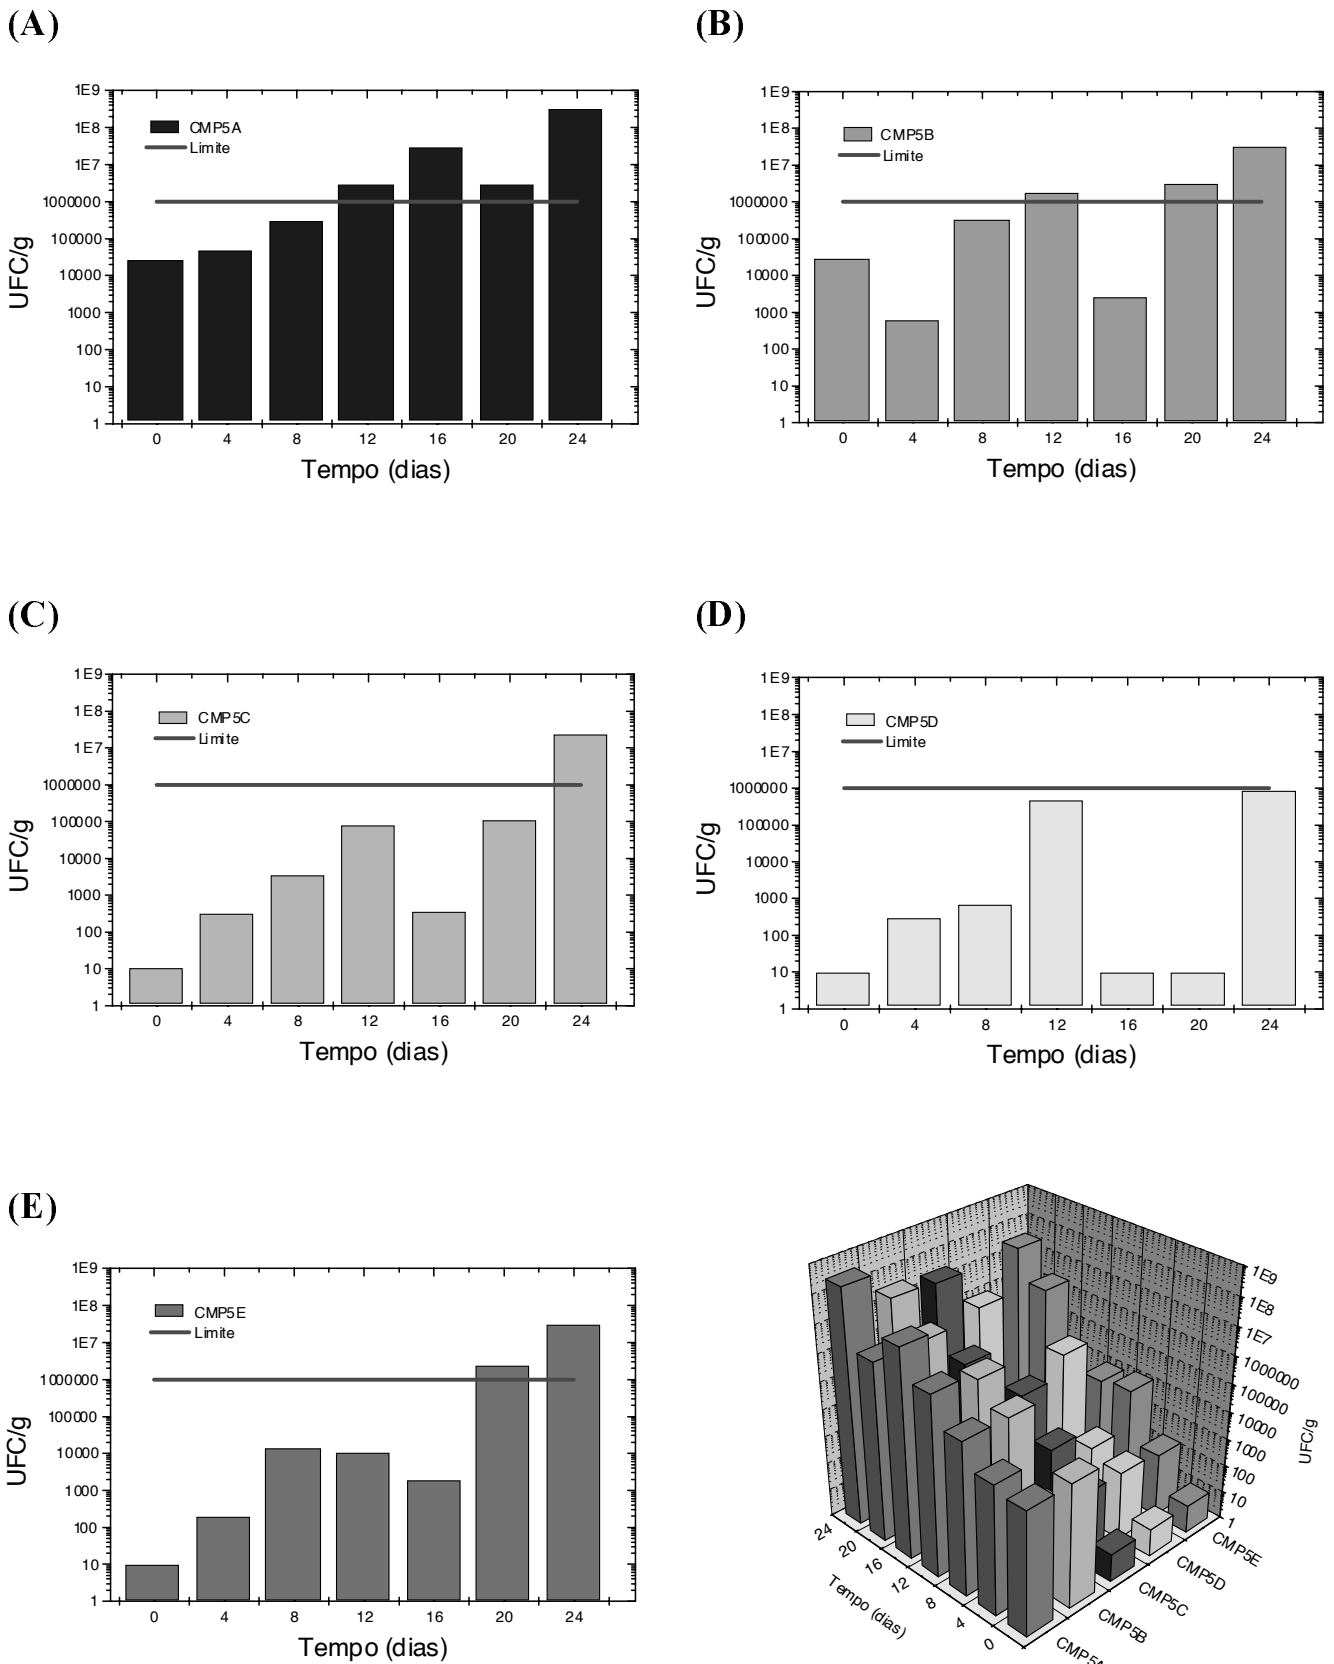 (A)
1E9
1E8
1E7
1000000
100000
10000
1000
100
10
1
UFC/g
CMP5A
Limite
0 4 8 12 16 20 24
Tempo (dias)
(B)
1E9
1E8
1E7
1000000
100000
10000
1000
100
10
1
UFC/g
CMP5B
Limite
0 4 8 12 16 20 24
Tempo (dias)
(C)
1E9
1E8
1E7
1000000
100000
10000
1000
100
10
1
UFC/g
CMP5C
Limite
0 4 8 12 16 20 24
Tempo (dias)
(D)
1E9
1E8
1E7
1000000
100000
10000
1000
100
10
1
UFC/g
CMP5D
Limite
0 4 8 12 16 20 24
Tempo (dias)
(E)
1E9
1E8
1E7
1000000
100000
10000
1000
100
10
1
UFC/g
CMP5E
Limite
0 4 8 12 16 20 24
Tempo (dias)
1E9
1E8
1E7
1000000
100000
10000
1000
100
10
1
UFC/g
24 20 16 12 8 4 0
Tempo (dias)
CMP5E
CMP5D
CMP5C
CMP5B
CMP5A